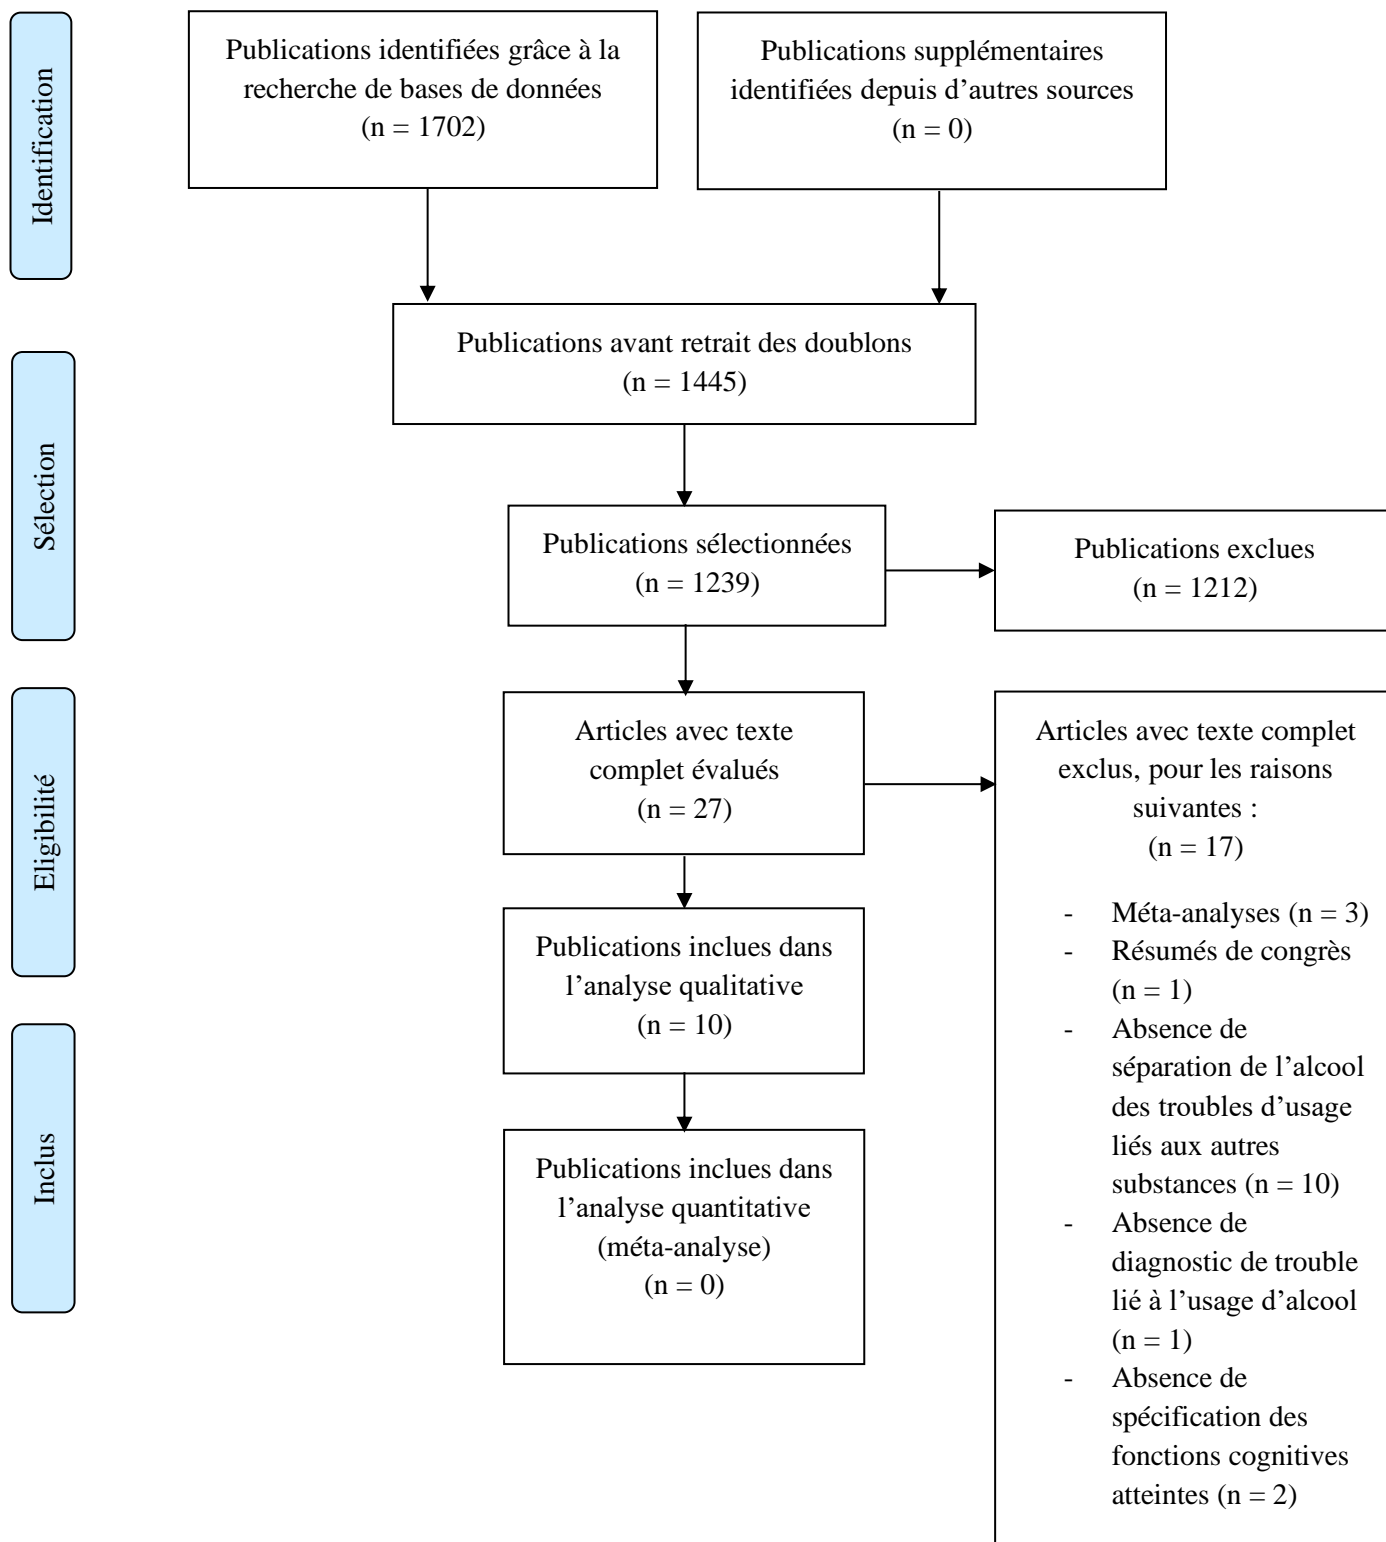 Identification
Publications identifiées grâce à la
recherche de bases de données
(n = 1702)
Publications supplémentaires
identifiées depuis d’autres sources
(n = 0)
Publications avant retrait des doublons
(n = 1445)
Sélection
Publications sélectionnées
(n = 1239)
Publications exclues
(n = 1212)
Eligibilité
Articles avec texte
complet évalués
(n = 27)
Articles avec texte complet
exclus, pour les raisons
suivantes :
(n = 17)
- Méta-analyses (n = 3)
- Résumés de congrès
(n = 1)
- Absence de
séparation de l’alcool
des troubles d’usage
liés aux autres
substances (n = 10)
- Absence de
diagnostic de trouble
lié à l’usage d’alcool
(n = 1)
- Absence de
spécification des
fonctions cognitives
atteintes (n = 2)
Publications inclues dans
l’analyse qualitative
(n = 10)
Inclus
Publications inclues dans
l’analyse quantitative
(méta-analyse)
(n = 0)